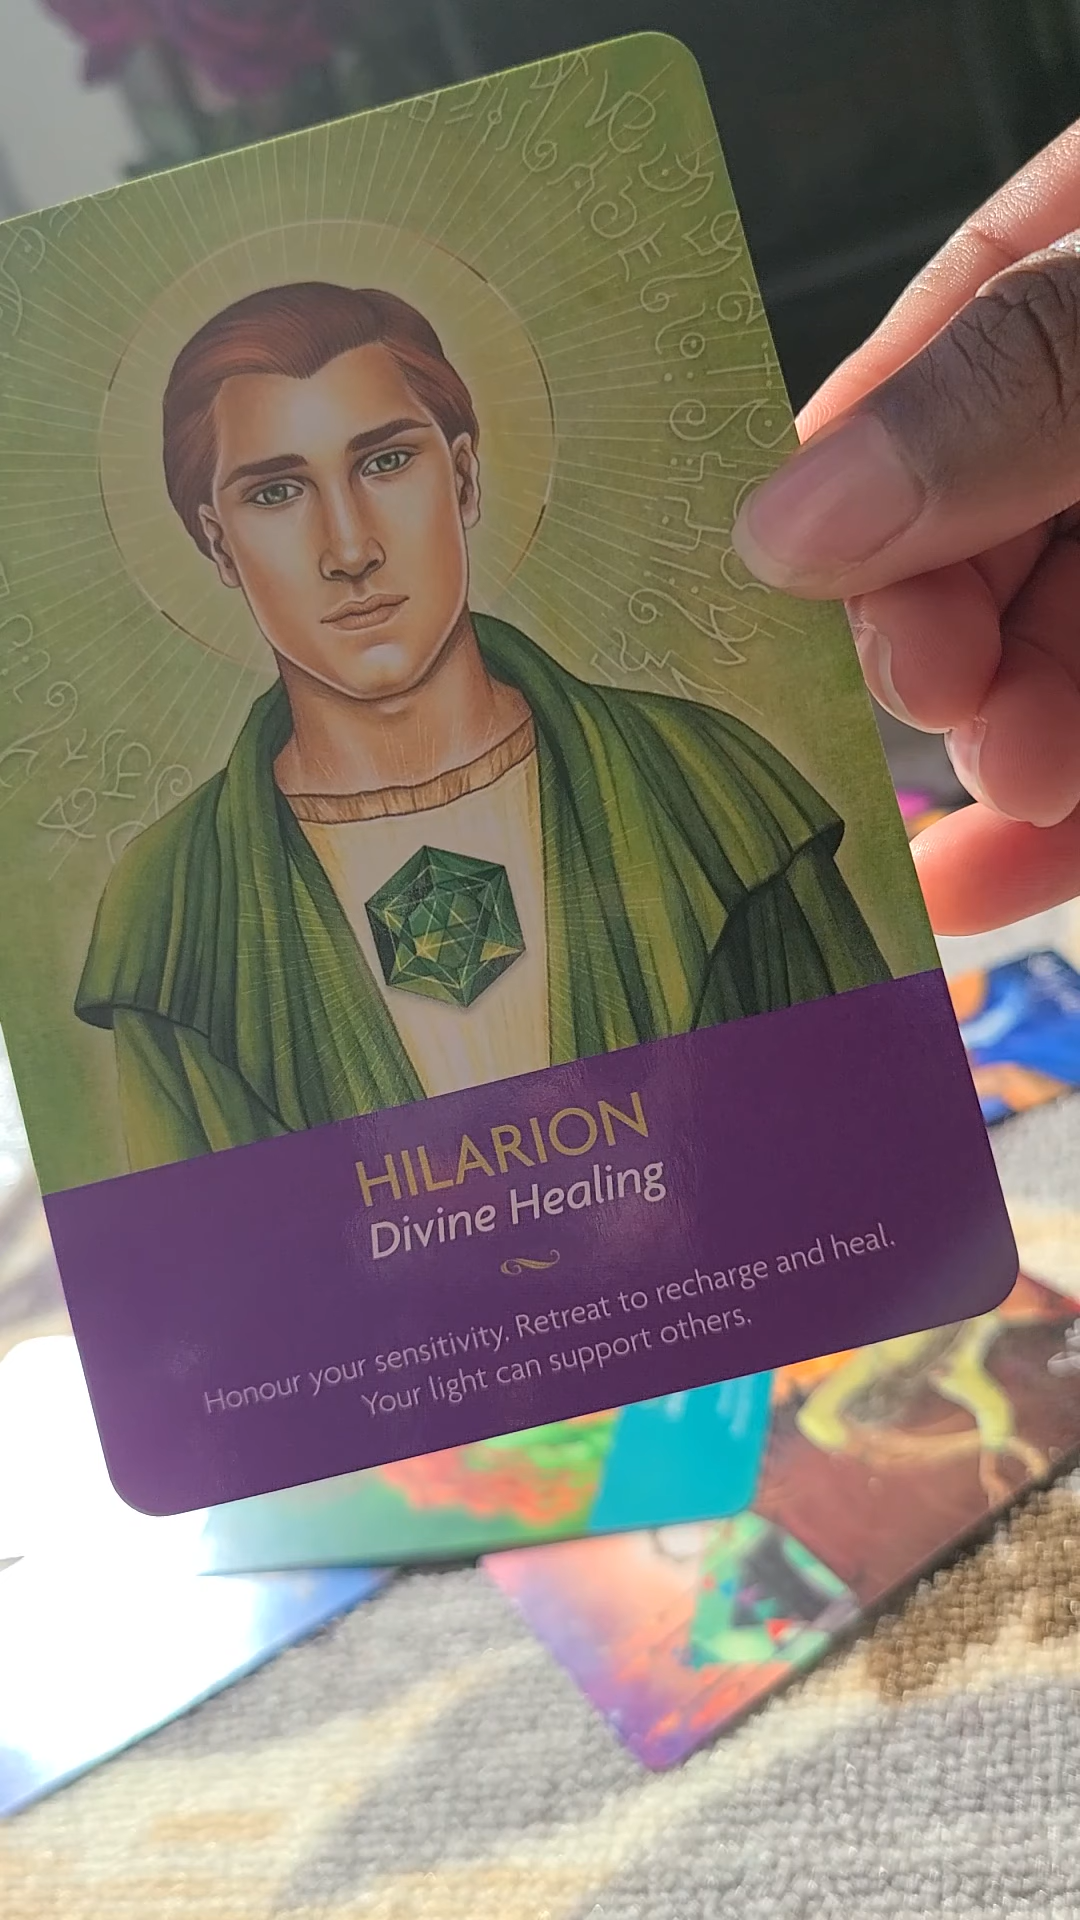 HILARION
Divine Healing
Honour your sensitivity. Retreat to recharge and heal.
Your light can support others.